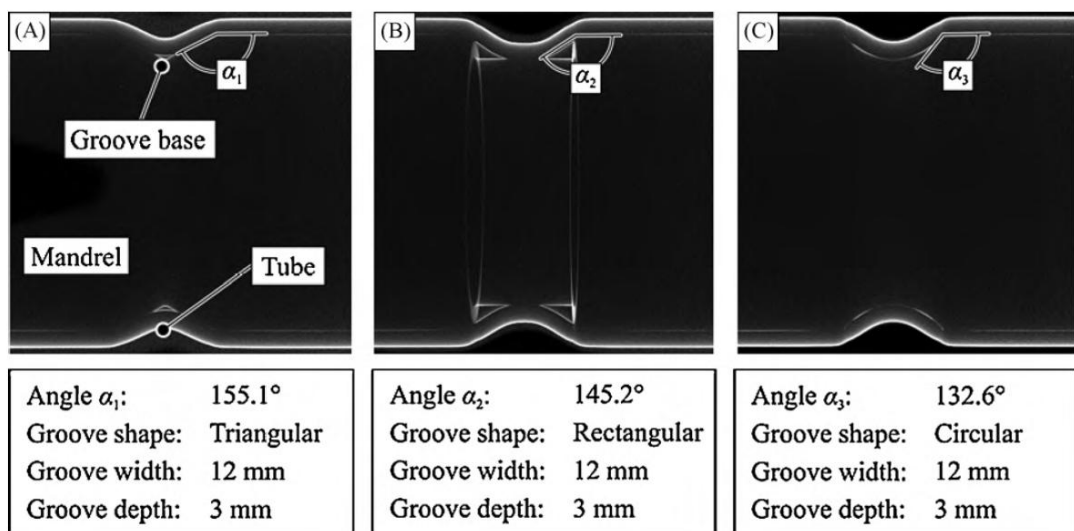 (A)
α₁
Groove base
Mandrel
Tube
(B)
α₂
(C)
α₃
Angle α₁: 155.1°
Groove shape: Triangular
Groove width: 12 mm
Groove depth: 3 mm
Angle α₂: 145.2°
Groove shape: Rectangular
Groove width: 12 mm
Groove depth: 3 mm
Angle α₃: 132.6°
Groove shape: Circular
Groove width: 12 mm
Groove depth: 3 mm